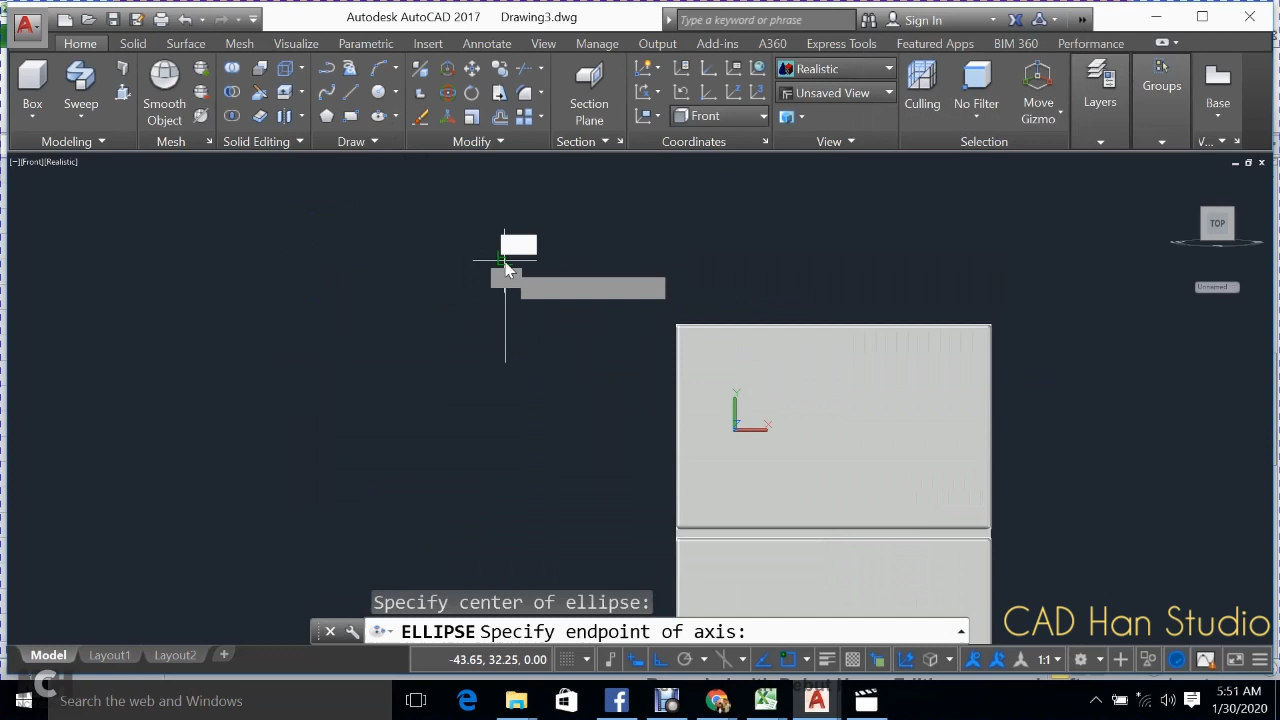 Autodesk AutoCAD 2017 Drawing3.dwg
Type a keyword or phrase
Sign In
Home Solid Surface Mesh Visualize Parametric Insert Annotate View Manage Output Add-ins A360 Express Tools Featured Apps BIM 360 Performance
Realistic
Unsaved View
Front
Box
Sweep
Smooth Object
Section Plane
Culling
No Filter
Move Gizmo
Layers
Groups
Base
Modeling Mesh Solid Editing Draw Modify Section Coordinates View Selection V...
[−][Front][Realistic]
TOP
Unnamed
Y
X
Specify center of ellipse:
ELLIPSE Specify endpoint of axis:
CAD Han Studio
Model Layout1 Layout2
-43.65, 32.25, 0.00
1:1
Search the web and Windows
5:51 AM
1/30/2020